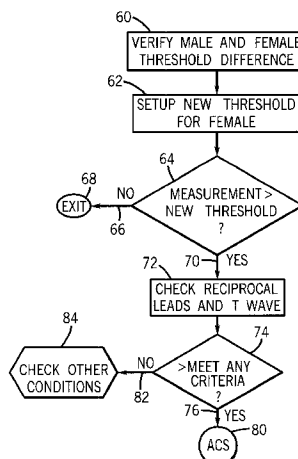 60
VERIFY MALE AND FEMALE
THRESHOLD DIFFERENCE
62
SETUP NEW THRESHOLD
FOR FEMALE
64
68
NO
MEASUREMENT>
EXIT
NEW THRESHOLD
66
?
70
YES
72
CHECK RECIPROCAL
LEADS AND T WAVE
84
74
NO
>MEET ANY
CHECK OTHER
CRITERIA
CONDITIONS
82
?
76
YES
80
ACS